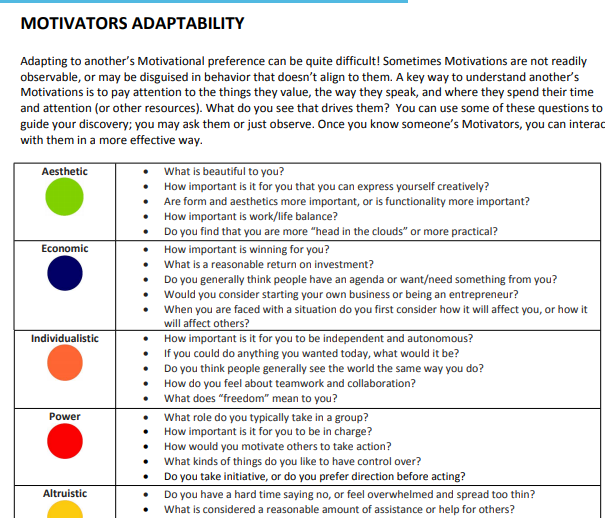 MOTIVATORS ADAPTABILITY
Adapting to another's Motivational preference can be quite difficult! Sometimes Motivations are not readily
observable, or may be disguised in behavior that doesn't align to them. A key way to understand another's
Motivations is to pay attention to the things they value, the way they speak, and where they spend their time
and attention (or other resources). What do you see that drives them?  You can use some of these questions to
guide your discovery; you may ask them or just observe. Once you know someone's Motivators, you can interac
with them in a more effective way.
Aesthetic
• What is beautiful to you?
• How important is it for you that you can express yourself creatively?
• Are form and aesthetics more important, or is functionality more important?
• How important is work/life balance?
• Do you find that you are more "head in the clouds" or more practical?
Economic
• How important is winning for you?
• What is a reasonable return on investment?
• Do you generally think people have an agenda or want/need something from you?
• Would you consider starting your own business or being an entrepreneur?
• When you are faced with a situation do you first consider how it will affect you, or how it
will affect others?
Individualistic
• How important is it for you to be independent and autonomous?
• If you could do anything you wanted today, what would it be?
• Do you think people generally see the world the same way you do?
• How do you feel about teamwork and collaboration?
• What does "freedom" mean to you?
Power
• What role do you typically take in a group?
• How important is it for you to be in charge?
• How would you motivate others to take action?
• What kinds of things do you like to have control over?
• Do you take initiative, or do you prefer direction before acting?
Altruistic
• Do you have a hard time saying no, or feel overwhelmed and spread too thin?
• What is considered a reasonable amount of assistance or help for others?